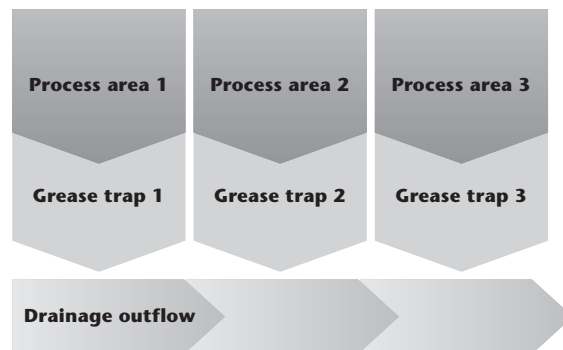 Process area 1
Process area 2
Process area 3
Grease trap 1
Grease trap 2
Grease trap 3
Drainage outflow